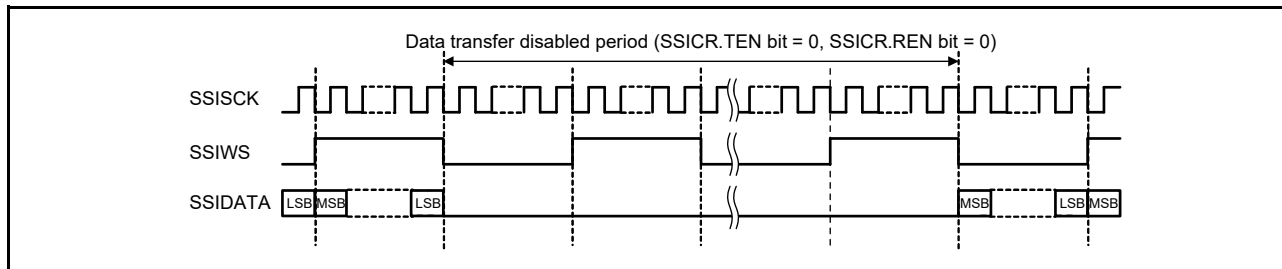 Data transfer disabled period (SSICR.TEN bit = 0, SSICR.REN bit = 0)
SSISCK
SSIWS
SSIDATA LSB MSB LSB MSB LSB MSB